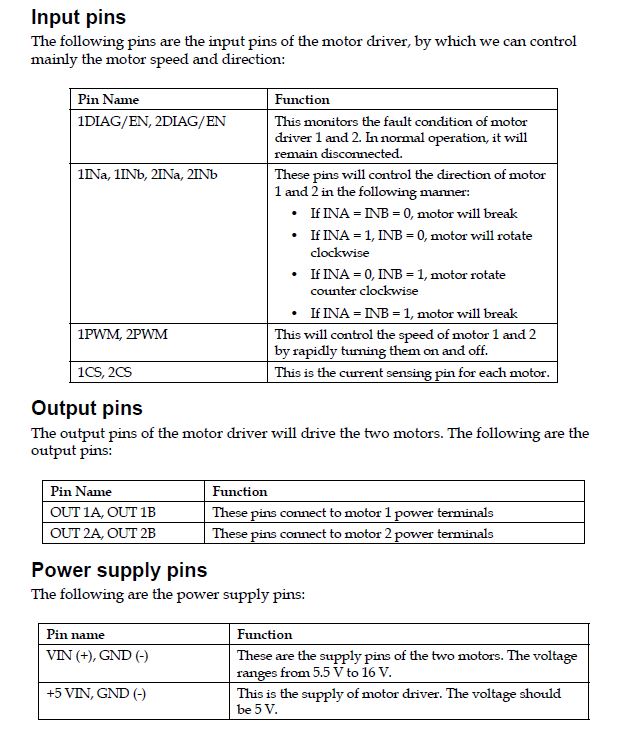 Input pins
The following pins are the input pins of the motor driver, by which we can control
mainly the motor speed and direction:
Pin Name Function
1DIAG/EN, 2DIAG/EN This monitors the fault condition of motor
driver 1 and 2. In normal operation, it will
remain disconnected.
1INa, 1INb, 2INa, 2INb These pins will control the direction of motor
1 and 2 in the following manner:
• If INA = INB = 0, motor will break
• If INA = 1, INB = 0, motor will rotate
clockwise
• If INA = 0, INB = 1, motor rotate
counter clockwise
• If INA = INB = 1, motor will break
1PWM, 2PWM This will control the speed of motor 1 and 2
by rapidly turning them on and off.
1CS, 2CS This is the current sensing pin for each motor.
Output pins
The output pins of the motor driver will drive the two motors. The following are the
output pins:
Pin Name Function
OUT 1A, OUT 1B These pins connect to motor 1 power terminals
OUT 2A, OUT 2B These pins connect to motor 2 power terminals
Power supply pins
The following are the power supply pins:
Pin name Function
VIN (+), GND (-) These are the supply pins of the two motors. The voltage
ranges from 5.5 V to 16 V.
+5 VIN, GND (-) This is the supply of motor driver. The voltage should
be 5 V.